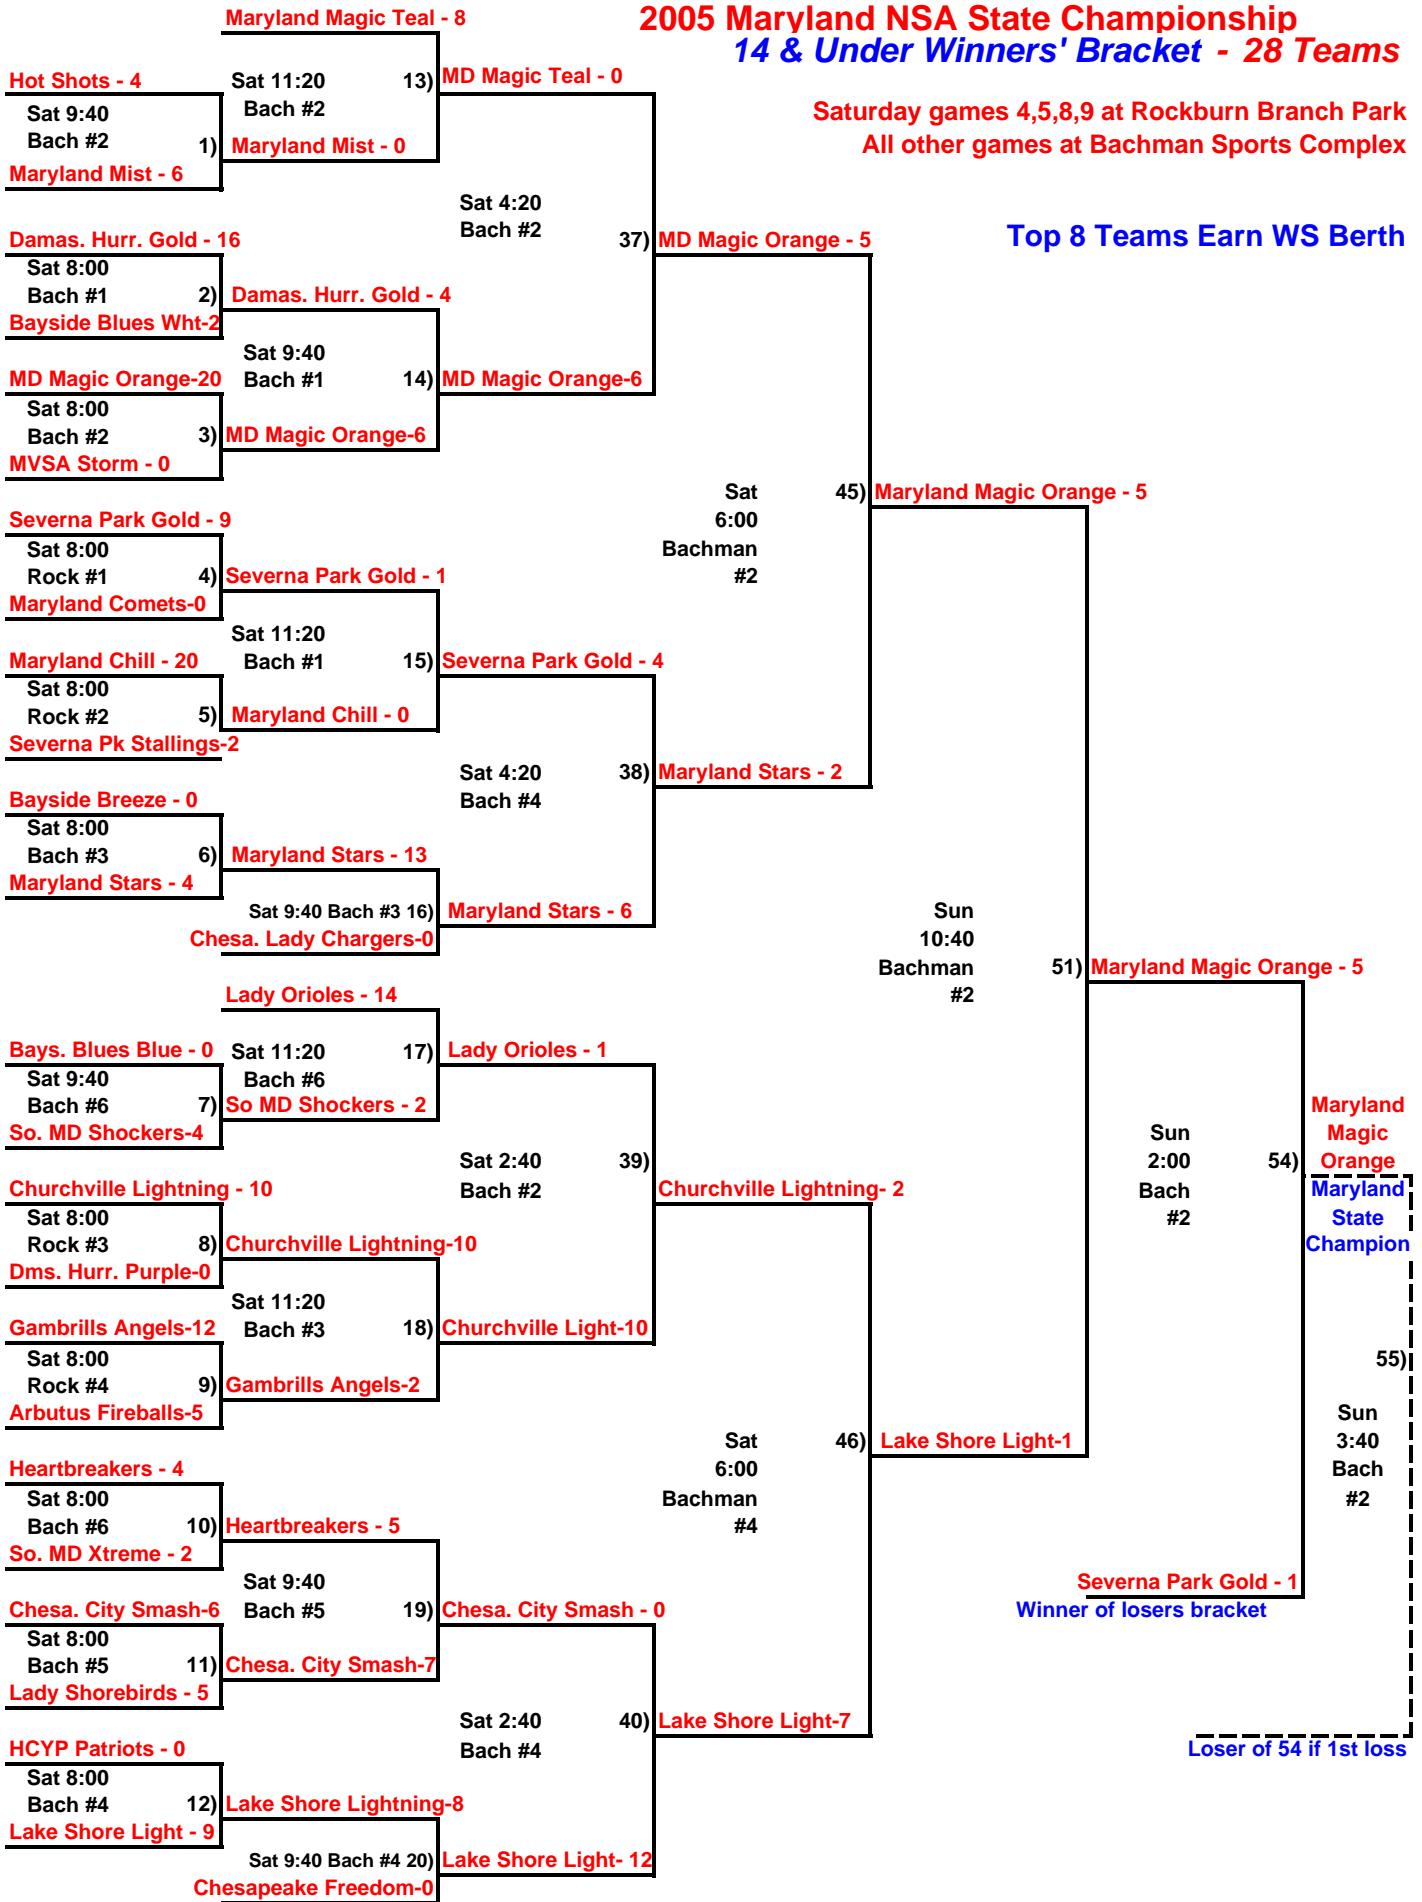 Maryland Magic Teal - 8
2005 Maryland NSA State Championship
14 & Under Winners' Bracket - 28 Teams
Hot Shots - 4
Sat 11:20
Bach #2
13)
MD Magic Teal - 0
Saturday games 4,5,8,9 at Rockburn Branch Park
All other games at Bachman Sports Complex
Sat 9:40
Bach #2
1)
Maryland Mist - 0
Maryland Mist - 6
Sat 4:20
Bach #2
37)
MD Magic Orange - 5
Top 8 Teams Earn WS Berth
Damas. Hurr. Gold - 16
Sat 8:00
Bach #1
2)
Damas. Hurr. Gold - 4
Bayside Blues Wht-2
Sat 9:40
Bach #1
14)
MD Magic Orange-6
MD Magic Orange-20
Sat 8:00
Bach #2
3)
MD Magic Orange-6
MVSA Storm - 0
Sat
6:00
Bachman
#2
45)
Maryland Magic Orange - 5
Severna Park Gold - 9
Sat 8:00
Rock #1
4)
Severna Park Gold - 1
Maryland Comets-0
Sat 11:20
Bach #1
15)
Severna Park Gold - 4
Maryland Chill - 20
Sat 8:00
Rock #2
5)
Maryland Chill - 0
Severna Pk Stallings-2
Sat 4:20
Bach #4
38)
Maryland Stars - 2
Bayside Breeze - 0
Sat 8:00
Bach #3
6)
Maryland Stars - 13
Maryland Stars - 4
Sat 9:40 Bach #3 16)
Maryland Stars - 6
Chesa. Lady Chargers-0
Sun
10:40
Bachman
#2
51)
Maryland Magic Orange - 5
Lady Orioles - 14
Bays. Blues Blue - 0
Sat 11:20
Bach #6
17)
Lady Orioles - 1
Sat 9:40
Bach #6
7)
So MD Shockers - 2
So. MD Shockers-4
Sat 2:40
Bach #2
39)
Churchville Lightning- 2
Churchville Lightning - 10
Sat 8:00
Rock #3
8)
Churchville Lightning-10
Dms. Hurr. Purple-0
Sat 11:20
Bach #3
18)
Churchville Light-10
Gambrills Angels-12
Sat 8:00
Rock #4
9)
Gambrills Angels-2
Arbutus Fireballs-5
Sun
2:00
Bach
#2
54)
Maryland
Magic
Orange
Maryland
State
Champion
55)
Sun
3:40
Bach
#2
Sat
6:00
Bachman
#4
46)
Lake Shore Light-1
Heartbreakers - 4
Sat 8:00
Bach #6
10)
Heartbreakers - 5
So. MD Xtreme - 2
Sat 9:40
Bach #5
19)
Chesa. City Smash - 0
Severna Park Gold - 1
Winner of losers bracket
Chesa. City Smash-6
Sat 8:00
Bach #5
11)
Chesa. City Smash-7
Lady Shorebirds - 5
Sat 2:40
Bach #4
40)
Lake Shore Light-7
Loser of 54 if 1st loss
HCYP Patriots - 0
Sat 8:00
Bach #4
12)
Lake Shore Lightning-8
Lake Shore Light - 9
Sat 9:40 Bach #4 20)
Lake Shore Light- 12
Chesapeake Freedom-0